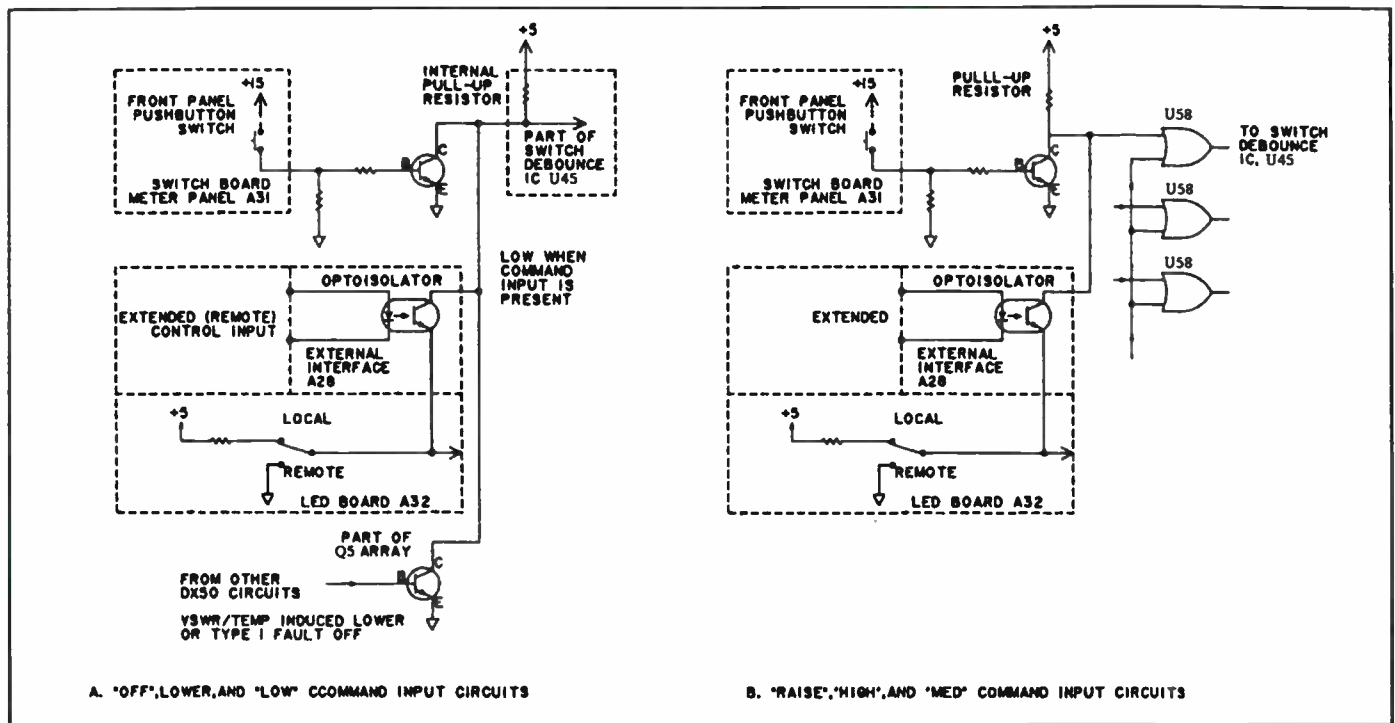 +5
INTERNAL
PULL-UP
RESISTOR
+15
FRONT PANEL
PUSHBUTTON
SWITCH
SWITCH BOARD
METER PANEL A31
B
C
E
PART OF
SWITCH
DEBOUNCE
IC U45
LOW WHEN
COMMAND
INPUT IS
PRESENT
OPTOISOLATOR
EXTENDED (REMOTE)
CONTROL INPUT
EXTERNAL
INTERFACE
A28
+5
LOCAL
REMOTE
LED BOARD A32
PART OF
Q5 ARRAY
B
C
E
FROM OTHER
DX50 CIRCUITS
VSWR/TEMP INDUCED LOWER
OR TYPE 1 FAULT OFF
A. "OFF",LOWER,AND "LOW" CCOMMAND INPUT CIRCUITS
+5
PULLL-UP
RESISTOR
+15
FRONT PANEL
PUSHBUTTON
SWITCH
SWITCH BOARD
METER PANEL A31
B
C
E
U58
TO SWITCH
DEBOUNCE
IC, U45
U58
U58
OPTOISOLATOR
EXTENDED
EXTERNAL
INTERFACE
A28
+5
LOCAL
REMOTE
LED BOARD A32
B. "RAISE","HIGH",AND "MED" COMMAND INPUT CIRCUITS